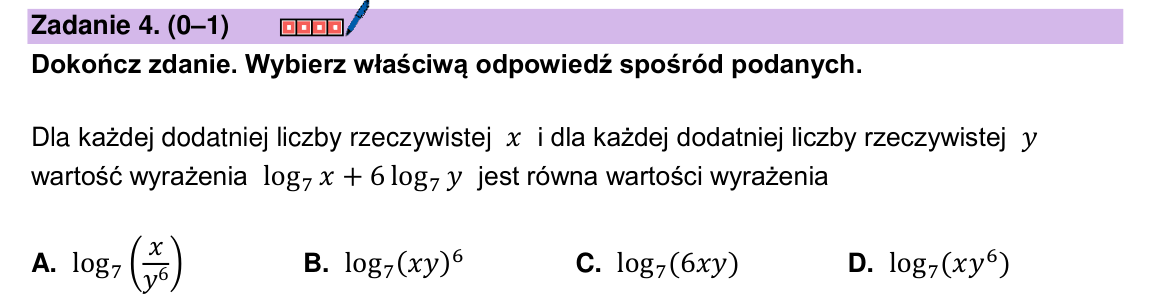 Zadanie 4. (0–1)
Dokończ zdanie. Wybierz właściwą odpowiedź spośród podanych.
Dla każdej dodatniej liczby rzeczywistej x i dla każdej dodatniej liczby rzeczywistej y
wartość wyrażenia log₇ x + 6 log₇ y jest równa wartości wyrażenia
A. log₇(x/y⁶) B. log₇(xy)⁶ C. log₇(6xy) D. log₇(xy⁶)